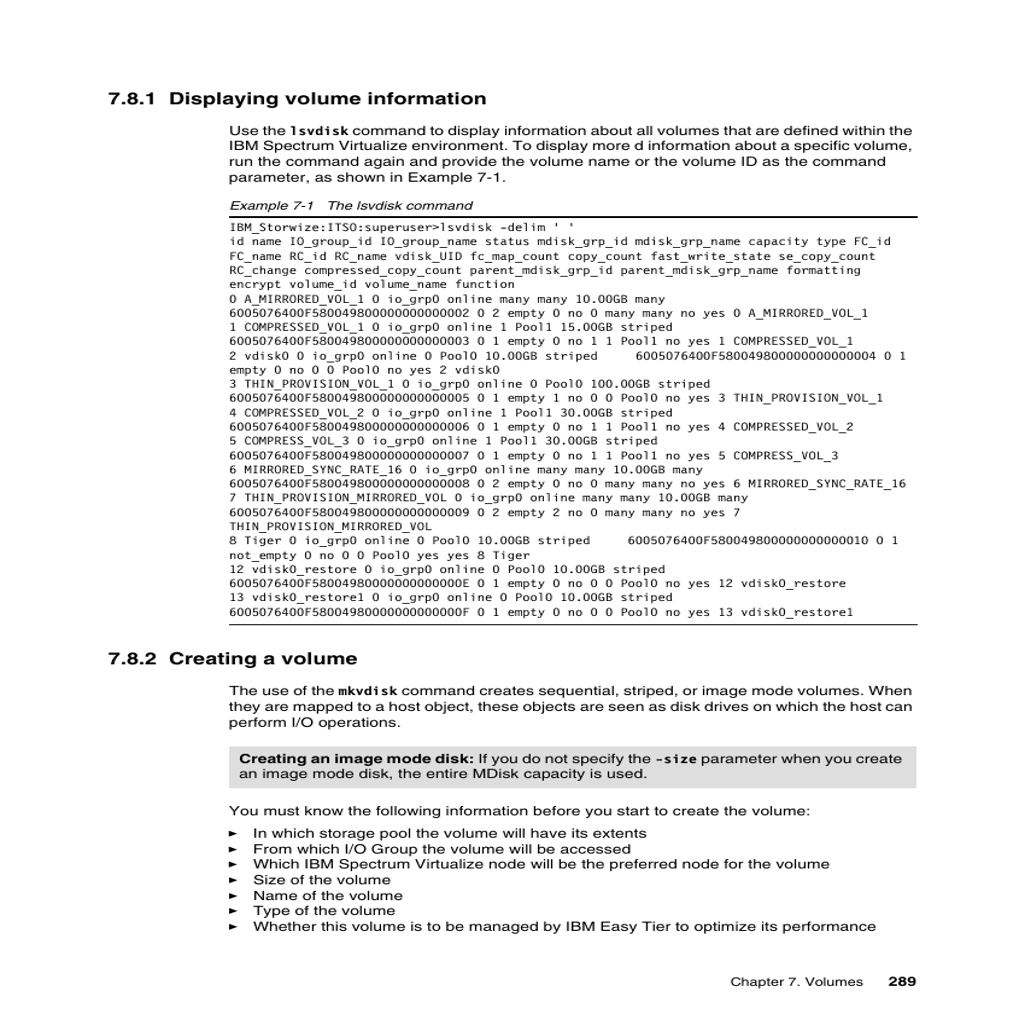 7.8.1 Displaying volume information
Use the lsvdisk command to display information about all volumes that are defined within the
IBM Spectrum Virtualize environment. To display more d information about a specific volume,
run the command again and provide the volume name or the volume ID as the command
parameter, as shown in Example 7-1.
Example 7-1 The lsvdisk command
IBM_Storwize:ITSO:superuser>lsvdisk -delim ' '
id name IO_group_id IO_group_name status mdisk_grp_id mdisk_grp_name capacity type FC_id
FC_name RC_id RC_name vdisk_UID fc_map_count copy_count fast_write_state se_copy_count
RC_change compressed_copy_count parent_mdisk_grp_id parent_mdisk_grp_name formatting
encrypt volume_id volume_name function
0 A_MIRRORED_VOL_1 0 io_grp0 online many many 10.00GB many
6005076400F580049800000000000002 0 2 empty 0 no 0 many many no yes 0 A_MIRRORED_VOL_1
1 COMPRESSED_VOL_1 0 io_grp0 online 1 Pool1 15.00GB striped
6005076400F580049800000000000003 0 1 empty 0 no 1 1 Pool1 no yes 1 COMPRESSED_VOL_1
2 vdisk0 0 io_grp0 online 0 Pool0 10.00GB striped 6005076400F580049800000000000004 0 1
empty 0 no 0 0 Pool0 no yes 2 vdisk0
3 THIN_PROVISION_VOL_1 0 io_grp0 online 0 Pool0 100.00GB striped
6005076400F580049800000000000005 0 1 empty 1 no 0 0 Pool0 no yes 3 THIN_PROVISION_VOL_1
4 COMPRESSED_VOL_2 0 io_grp0 online 1 Pool1 30.00GB striped
6005076400F580049800000000000006 0 1 empty 0 no 1 1 Pool1 no yes 4 COMPRESSED_VOL_2
5 COMPRESS_VOL_3 0 io_grp0 online 1 Pool1 30.00GB striped
6005076400F580049800000000000007 0 1 empty 0 no 1 1 Pool1 no yes 5 COMPRESS_VOL_3
6 MIRRORED_SYNC_RATE_16 0 io_grp0 online many many 10.00GB many
6005076400F580049800000000000008 0 2 empty 0 no 0 many many no yes 6 MIRRORED_SYNC_RATE_16
7 THIN_PROVISION_MIRRORED_VOL 0 io_grp0 online many many 10.00GB many
6005076400F580049800000000000009 0 2 empty 2 no 0 many many no yes 7
THIN_PROVISION_MIRRORED_VOL
8 Tiger 0 io_grp0 online 0 Pool0 10.00GB striped 6005076400F580049800000000000010 0 1
not_empty 0 no 0 0 Pool0 yes yes 8 Tiger
12 vdisk0_restore 0 io_grp0 online 0 Pool0 10.00GB striped
6005076400F58004980000000000000E 0 1 empty 0 no 0 0 Pool0 no yes 12 vdisk0_restore
13 vdisk0_restore1 0 io_grp0 online 0 Pool0 10.00GB striped
6005076400F58004980000000000000F 0 1 empty 0 no 0 0 Pool0 no yes 13 vdisk0_restore1
7.8.2 Creating a volume
The use of the mkvdisk command creates sequential, striped, or image mode volumes. When
they are mapped to a host object, these objects are seen as disk drives on which the host can
perform I/O operations.
Creating an image mode disk: If you do not specify the -size parameter when you create
an image mode disk, the entire MDisk capacity is used.
You must know the following information before you start to create the volume:
► In which storage pool the volume will have its extents
► From which I/O Group the volume will be accessed
► Which IBM Spectrum Virtualize node will be the preferred node for the volume
► Size of the volume
► Name of the volume
► Type of the volume
► Whether this volume is to be managed by IBM Easy Tier to optimize its performance
Chapter 7. Volumes 289